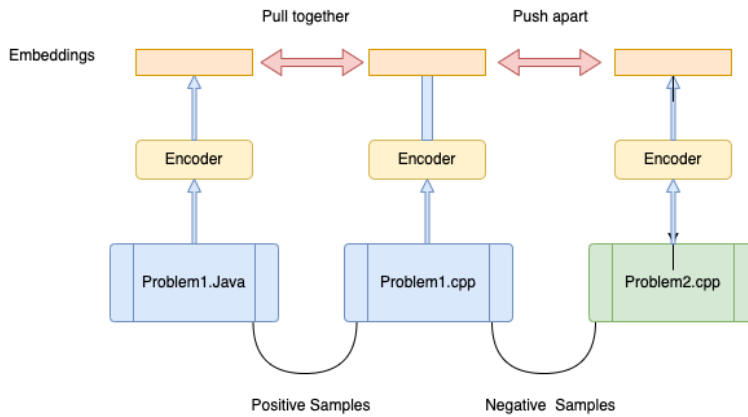 Pull together
Push apart
Embeddings
Encoder
Encoder
Encoder
Problem1.Java
Problem1.cpp
Problem2.cpp
Positive Samples
Negative Samples